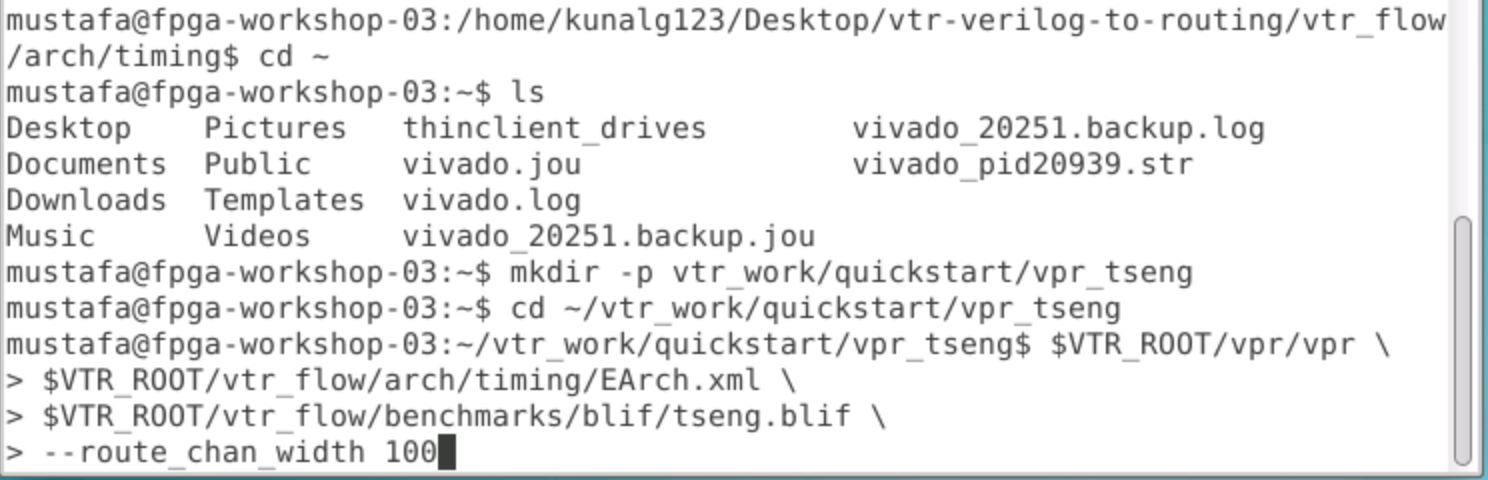 mustafa@fpga-workshop-03:/home/kunalg123/Desktop/vtr-verilog-to-routing/vtr_flow
/arch/timing$ cd ~
mustafa@fpga-workshop-03:~$ ls
Desktop    Pictures   thinclient_drives        vivado_20251.backup.log
Documents  Public     vivado.jou               vivado_pid20939.str
Downloads  Templates  vivado.log
Music      Videos     vivado_20251.backup.jou
mustafa@fpga-workshop-03:~$ mkdir -p vtr_work/quickstart/vpr_tseng
mustafa@fpga-workshop-03:~$ cd ~/vtr_work/quickstart/vpr_tseng
mustafa@fpga-workshop-03:~/vtr_work/quickstart/vpr_tseng$ $VTR_ROOT/vpr/vpr \
> $VTR_ROOT/vtr_flow/arch/timing/EArch.xml \
> $VTR_ROOT/vtr_flow/benchmarks/blif/tseng.blif \
> --route_chan_width 100